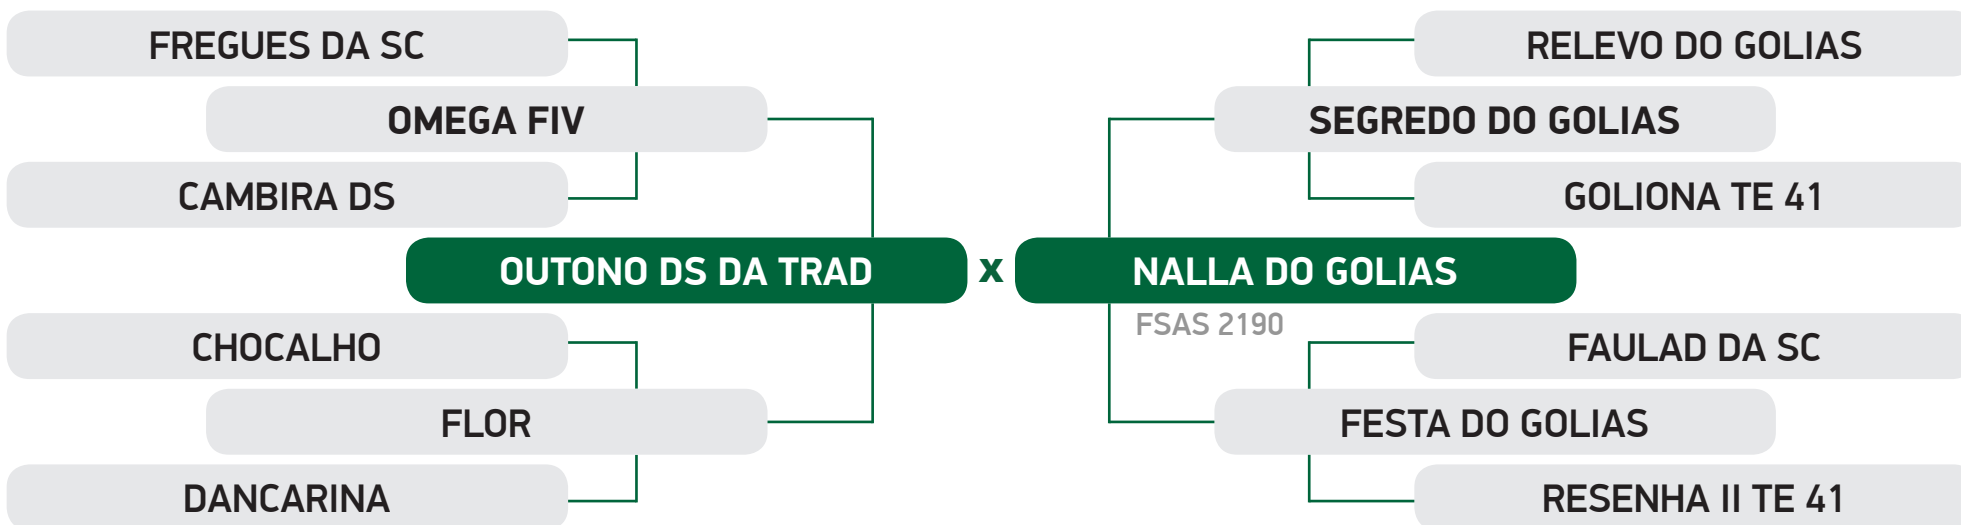 FREGUES DA SC
RELEVO DO GOLIAS
OMEGA FIV
SEGREDO DO GOLIAS
CAMBIRA DS
GOLIONA TE 41
OUTONO DS DA TRAD x NALLA DO GOLIAS
FSAS 2190
CHOCALHO
FAULAD DA SC
FLOR
FESTA DO GOLIAS
DANCARINA
RESENHA II TE 41